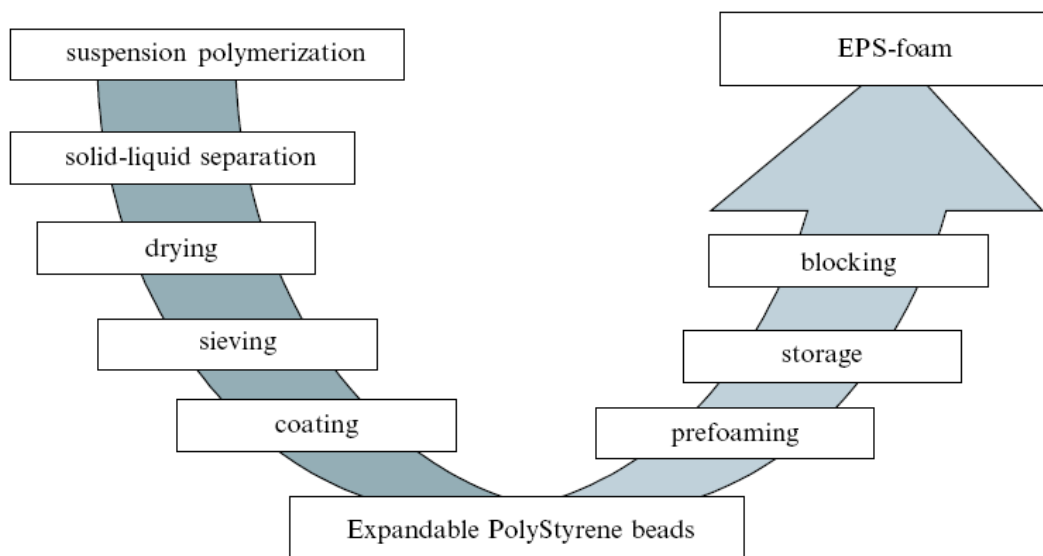 suspension polymerization
solid-liquid separation
drying
sieving
coating
Expandable PolyStyrene beads
prefoaming
storage
blocking
EPS-foam